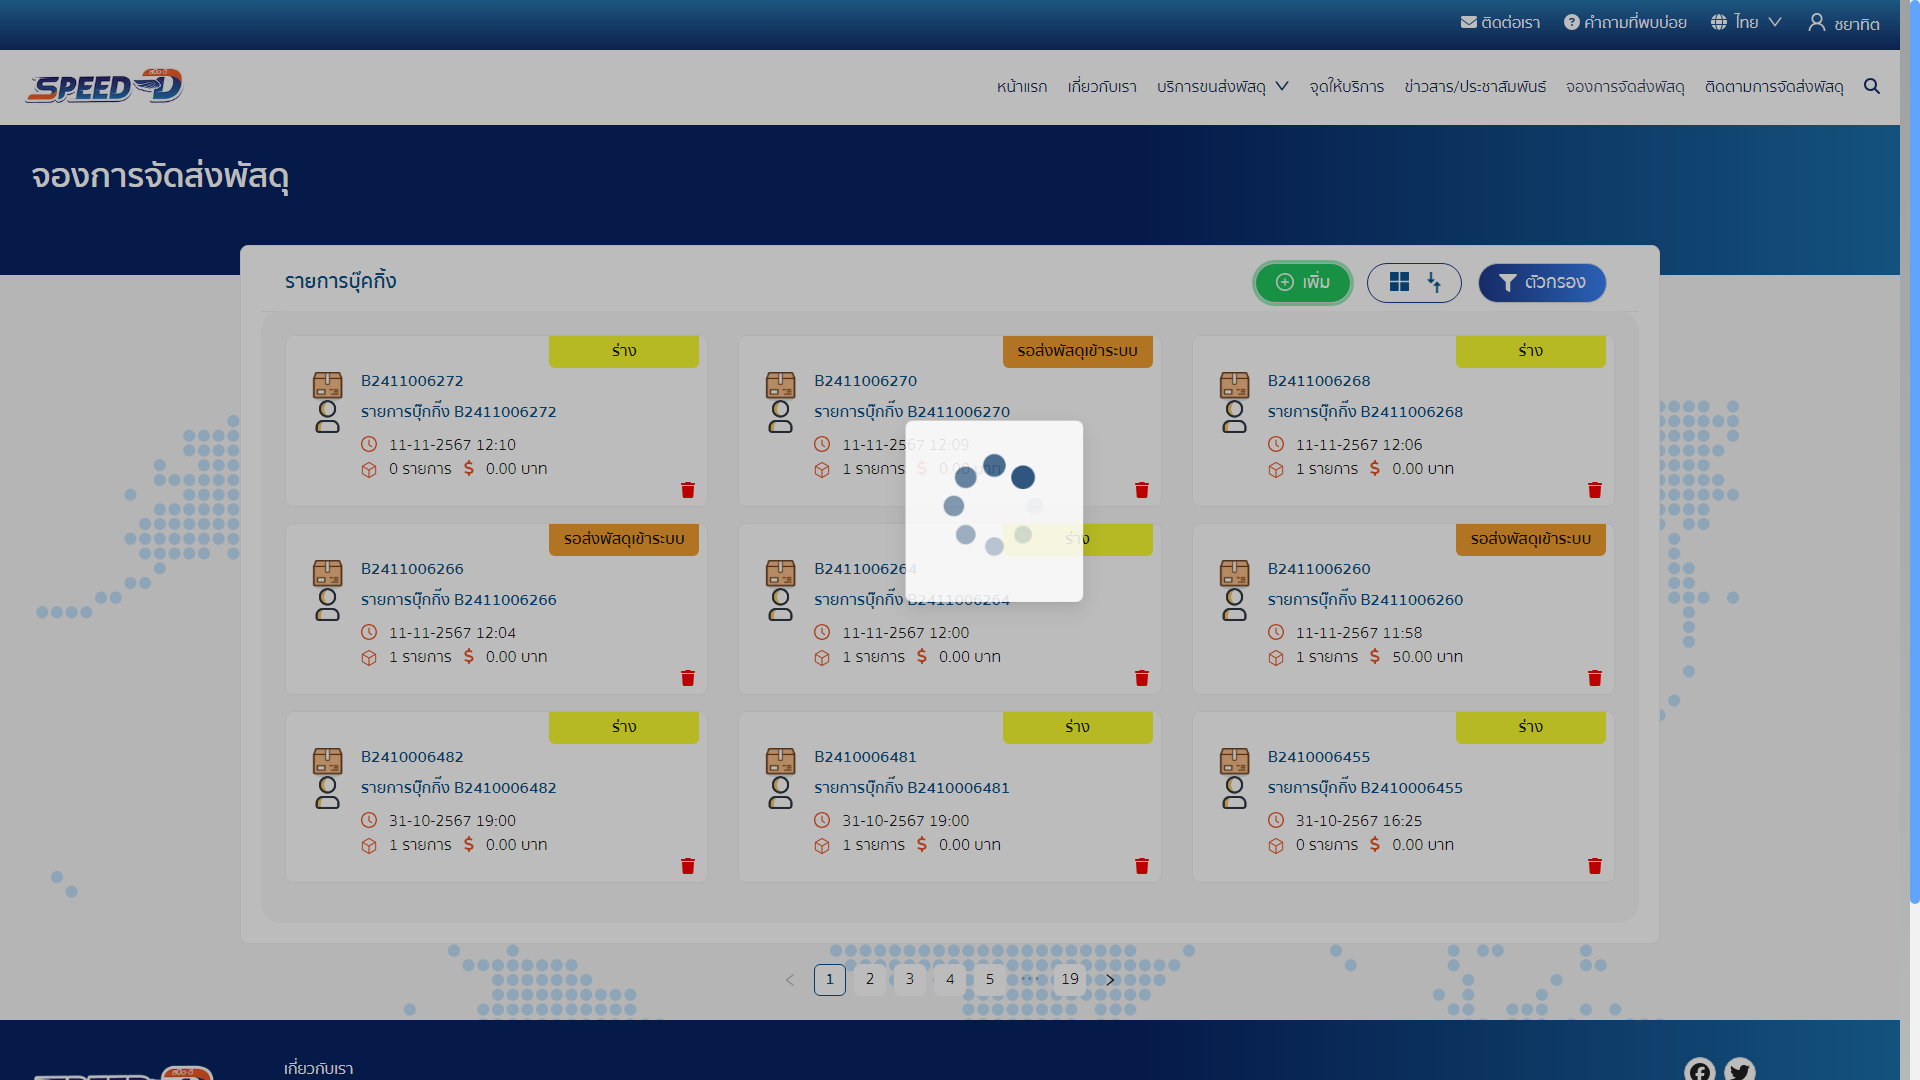 ติดต่อเรา คำถามที่พบบ่อย ไทย ชยาทิต
สปีด-ดี
SPEED-D
หน้าแรก เกี่ยวกับเรา บริการขนส่งพัสดุ จุดให้บริการ ข่าวสาร/ประชาสัมพันธ์ จองการจัดส่งพัสดุ ติดตามการจัดส่งพัสดุ
จองการจัดส่งพัสดุ
รายการบุ๊คกิ้ง
เพิ่ม ตัวกรอง
ร่าง
B2411006272
รายการบุ๊กกิ๊ง B2411006272
11-11-2567 12:10
0 รายการ $ 0.00 บาท
รอส่งพัสดุเข้าระบบ
B2411006270
รายการบุ๊กกิ๊ง B2411006270
11-11-2567 12:09
1 รายการ $ 0.00 บาท
ร่าง
B2411006268
รายการบุ๊กกิ๊ง B2411006268
11-11-2567 12:06
1 รายการ $ 0.00 บาท
รอส่งพัสดุเข้าระบบ
B2411006266
รายการบุ๊กกิ๊ง B2411006266
11-11-2567 12:04
1 รายการ $ 0.00 บาท
ร่าง
B2411006264
รายการบุ๊กกิ๊ง B2411006264
11-11-2567 12:00
1 รายการ $ 0.00 บาท
รอส่งพัสดุเข้าระบบ
B2411006260
รายการบุ๊กกิ๊ง B2411006260
11-11-2567 11:58
1 รายการ $ 50.00 บาท
ร่าง
B2410006482
รายการบุ๊กกิ๊ง B2410006482
31-10-2567 19:00
1 รายการ $ 0.00 บาท
ร่าง
B2410006481
รายการบุ๊กกิ๊ง B2410006481
31-10-2567 19:00
1 รายการ $ 0.00 บาท
ร่าง
B2410006455
รายการบุ๊กกิ๊ง B2410006455
31-10-2567 16:25
0 รายการ $ 0.00 บาท
< 1 2 3 4 5 ••• 19 >
เกี่ยวกับเรา